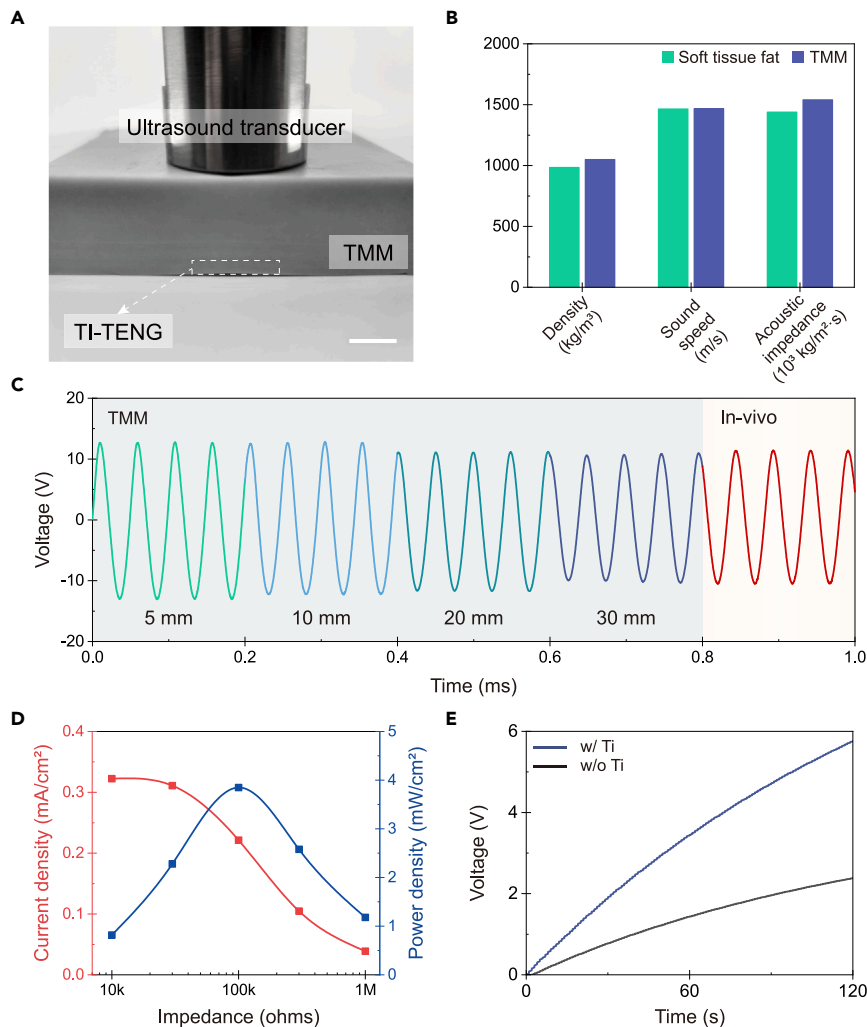 A
Ultrasound transducer
TMM
TI-TENG
B
2000
1500
1000
500
0
Soft tissue fat
TMM
Density
(kg/m³)
Sound
speed
(m/s)
Acoustic
impedance
(10³ kg/m²·s)
C
Voltage (V)
20
10
0
-10
-20
TMM
In-vivo
5 mm
10 mm
20 mm
30 mm
0.0
0.2
0.4
0.6
0.8
1.0
Time (ms)
D
Current density (mA/cm²)
0.4
0.3
0.2
0.1
0.0
5
4
3
2
1
0
Power density (mW/cm²)
10k
100k
1M
Impedance (ohms)
E
Voltage (V)
6
4
2
0
w/ Ti
w/o Ti
0
60
120
Time (s)